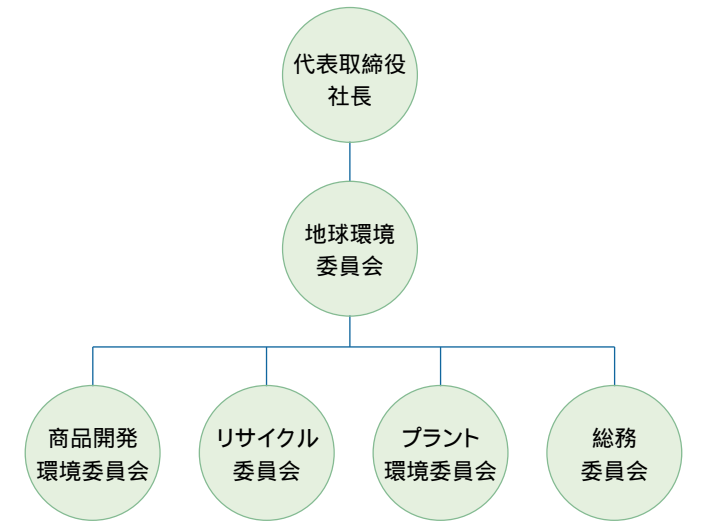 代表取締役
社長
地球環境
委員会
商品開発
環境委員会
リサイクル
委員会
プラント
環境委員会
総務
委員会